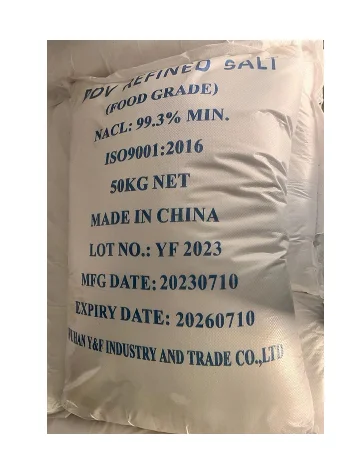 PDV REFINED SALT
(FOOD GRADE)
NACL: 99.3% MIN.
ISO9001:2016
50KG NET
MADE IN CHINA
LOT NO.: YF 2023
MFG DATE: 20230710
EXPIRY DATE: 20260710
Y&F INDUSTRY AND TRADE CO.,LTD